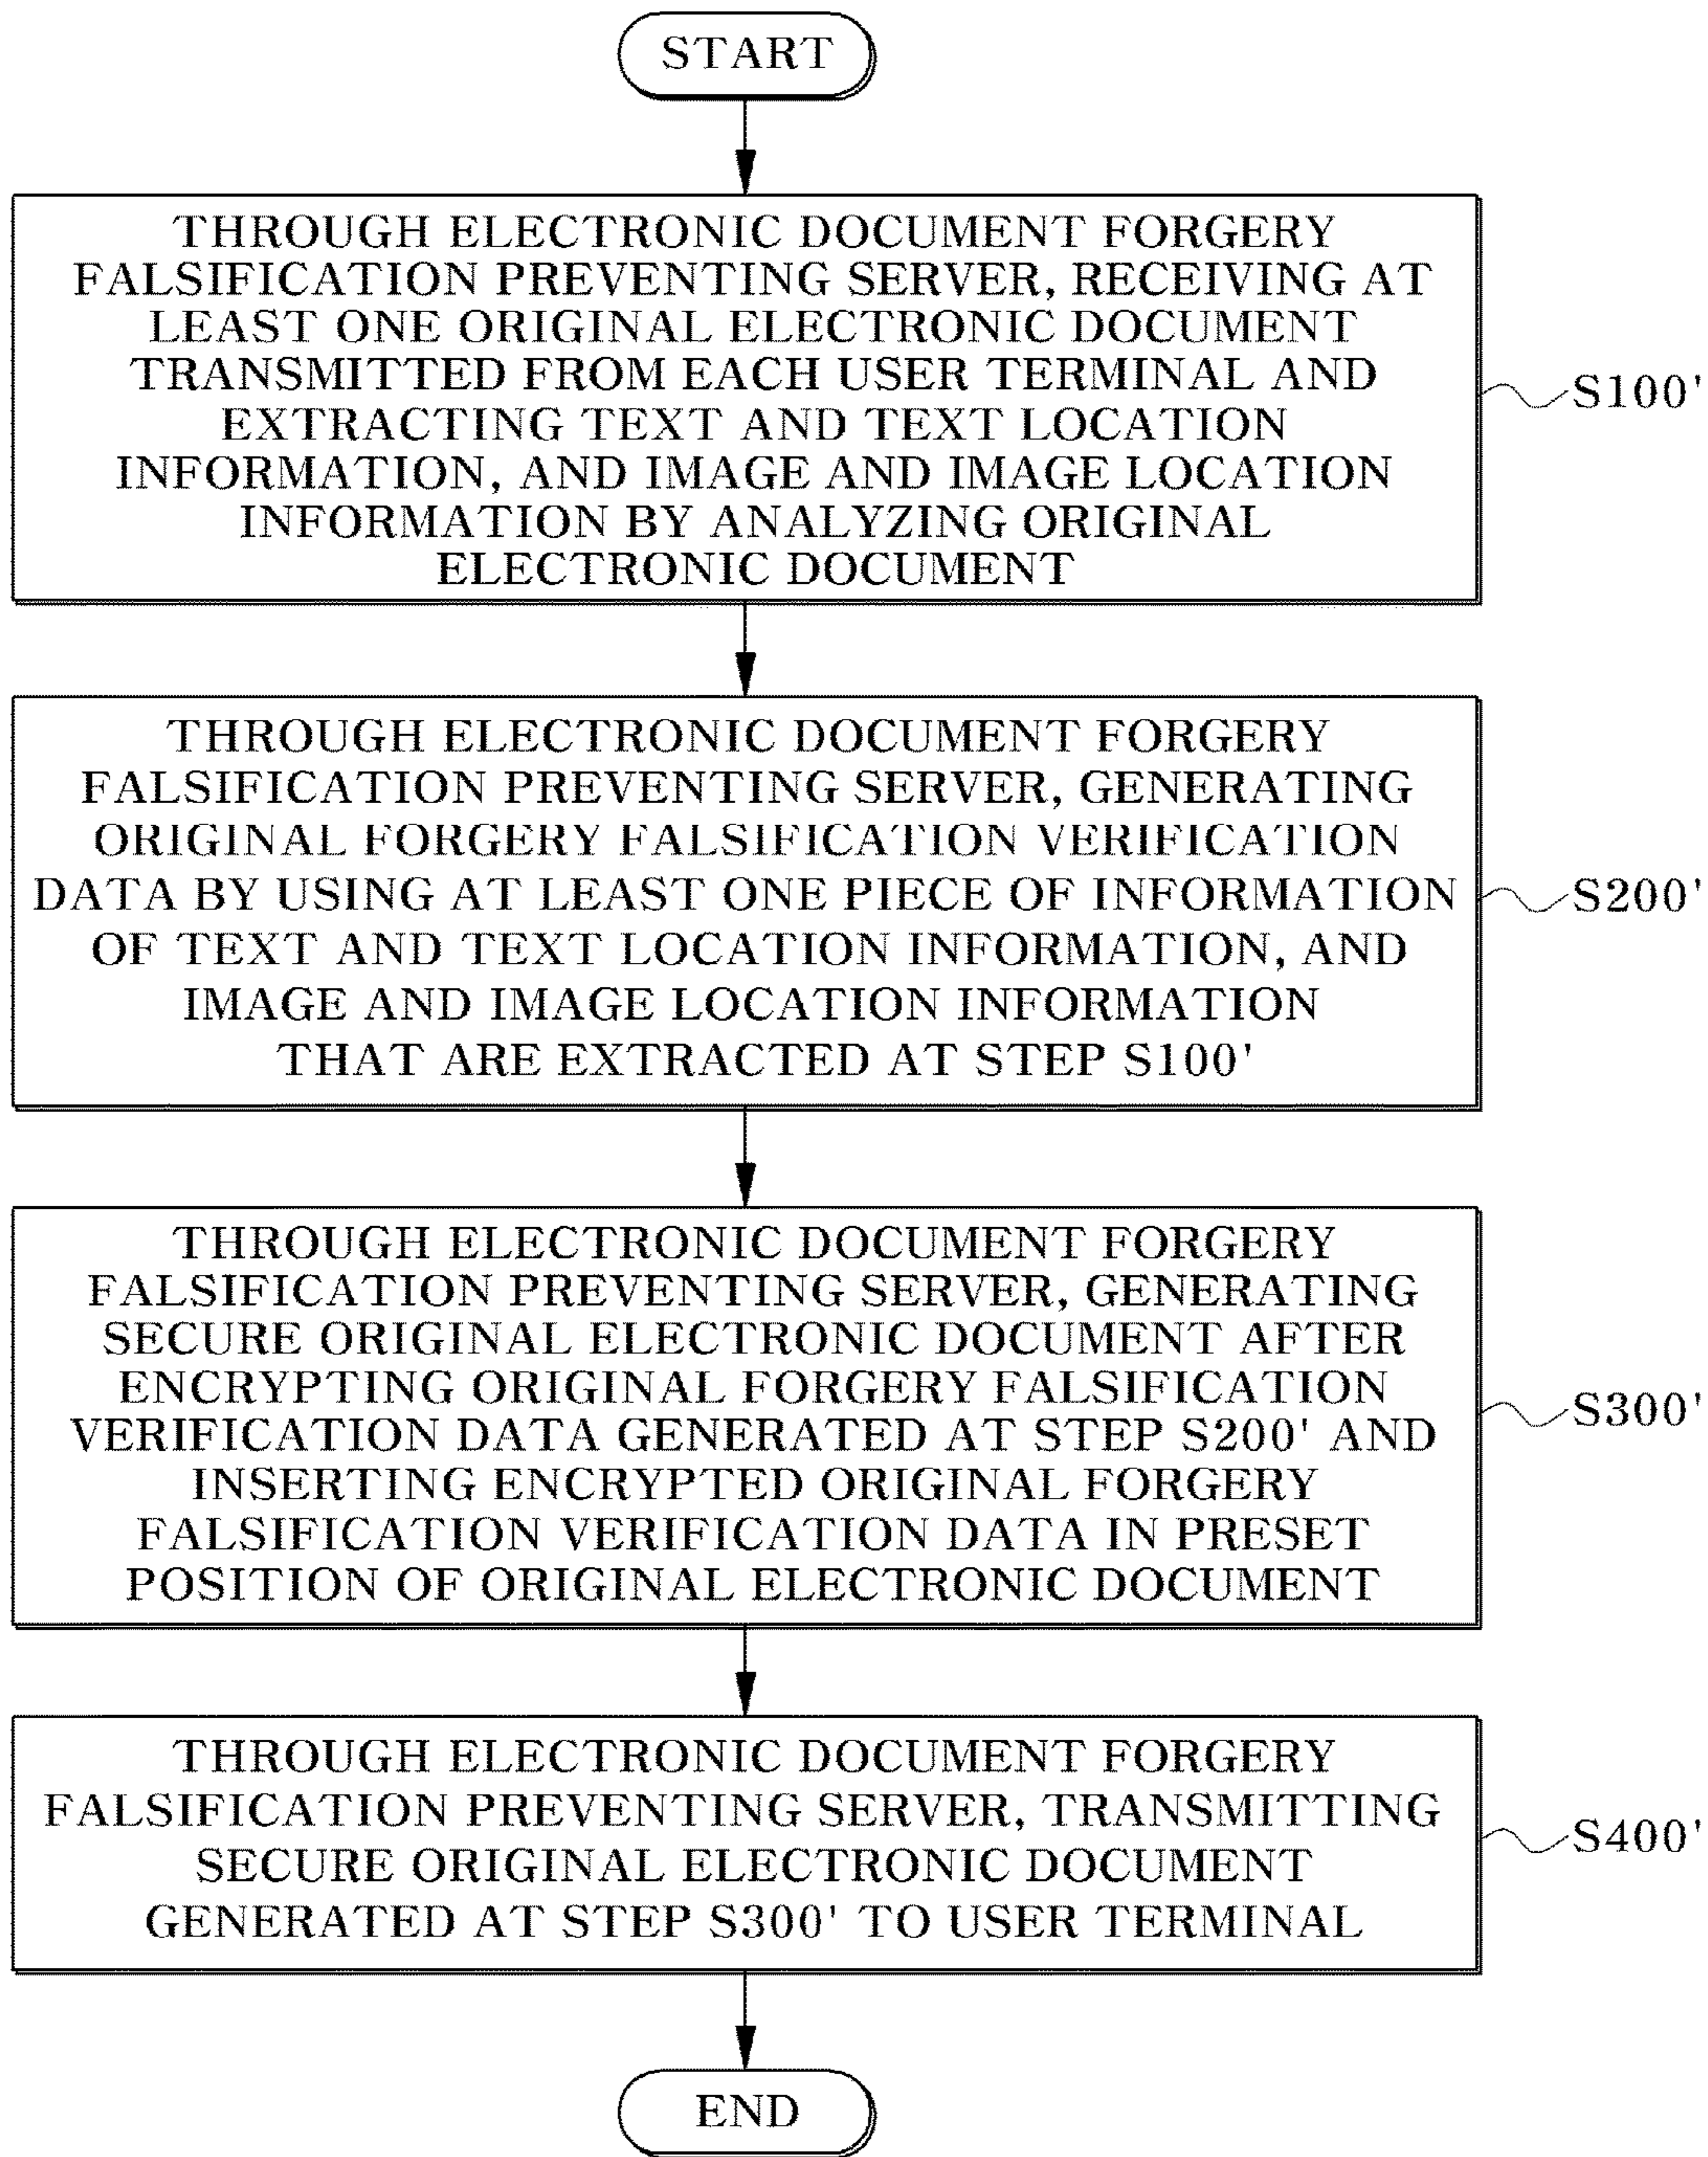 START
THROUGH ELECTRONIC DOCUMENT FORGERY
FALSIFICATION PREVENTING SERVER, RECEIVING AT
LEAST ONE ORIGINAL ELECTRONIC DOCUMENT
TRANSMITTED FROM EACH USER TERMINAL AND
EXTRACTING TEXT AND TEXT LOCATION
INFORMATION, AND IMAGE AND IMAGE LOCATION
INFORMATION BY ANALYZING ORIGINAL
ELECTRONIC DOCUMENT
S100'
THROUGH ELECTRONIC DOCUMENT FORGERY
FALSIFICATION PREVENTING SERVER, GENERATING
ORIGINAL FORGERY FALSIFICATION VERIFICATION
DATA BY USING AT LEAST ONE PIECE OF INFORMATION
OF TEXT AND TEXT LOCATION INFORMATION, AND
IMAGE AND IMAGE LOCATION INFORMATION
THAT ARE EXTRACTED AT STEP S100'
S200'
THROUGH ELECTRONIC DOCUMENT FORGERY
FALSIFICATION PREVENTING SERVER, GENERATING
SECURE ORIGINAL ELECTRONIC DOCUMENT AFTER
ENCRYPTING ORIGINAL FORGERY FALSIFICATION
VERIFICATION DATA GENERATED AT STEP S200' AND
INSERTING ENCRYPTED ORIGINAL FORGERY
FALSIFICATION VERIFICATION DATA IN PRESET
POSITION OF ORIGINAL ELECTRONIC DOCUMENT
S300'
THROUGH ELECTRONIC DOCUMENT FORGERY
FALSIFICATION PREVENTING SERVER, TRANSMITTING
SECURE ORIGINAL ELECTRONIC DOCUMENT
GENERATED AT STEP S300' TO USER TERMINAL
S400'
END